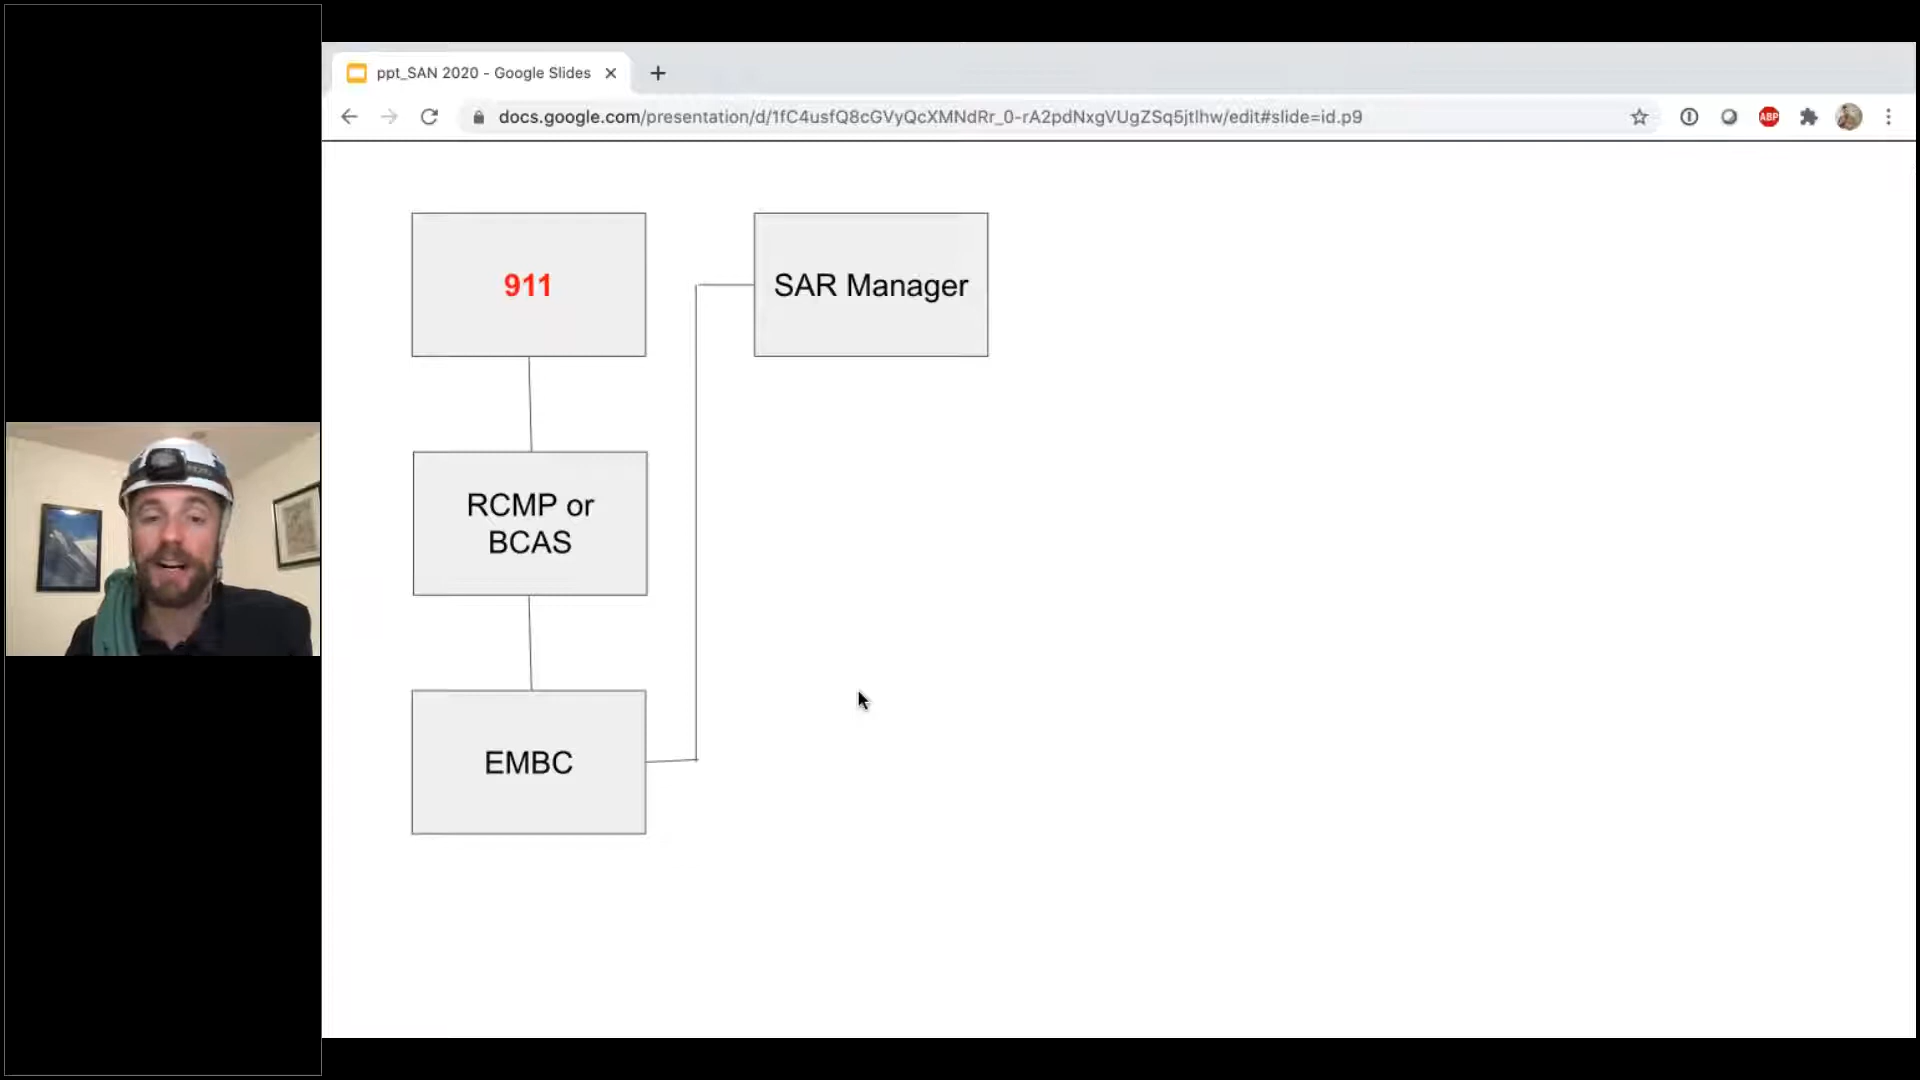 ppt_SAN 2020 - Google Slides
docs.google.com/presentation/d/1fC4usfQ8cGVyQcXMNdRr_0-rA2pdNxgVUgZSq5jtlhw/edit#slide=id.p9
ABP
911
SAR Manager
RCMP or
BCAS
EMBC